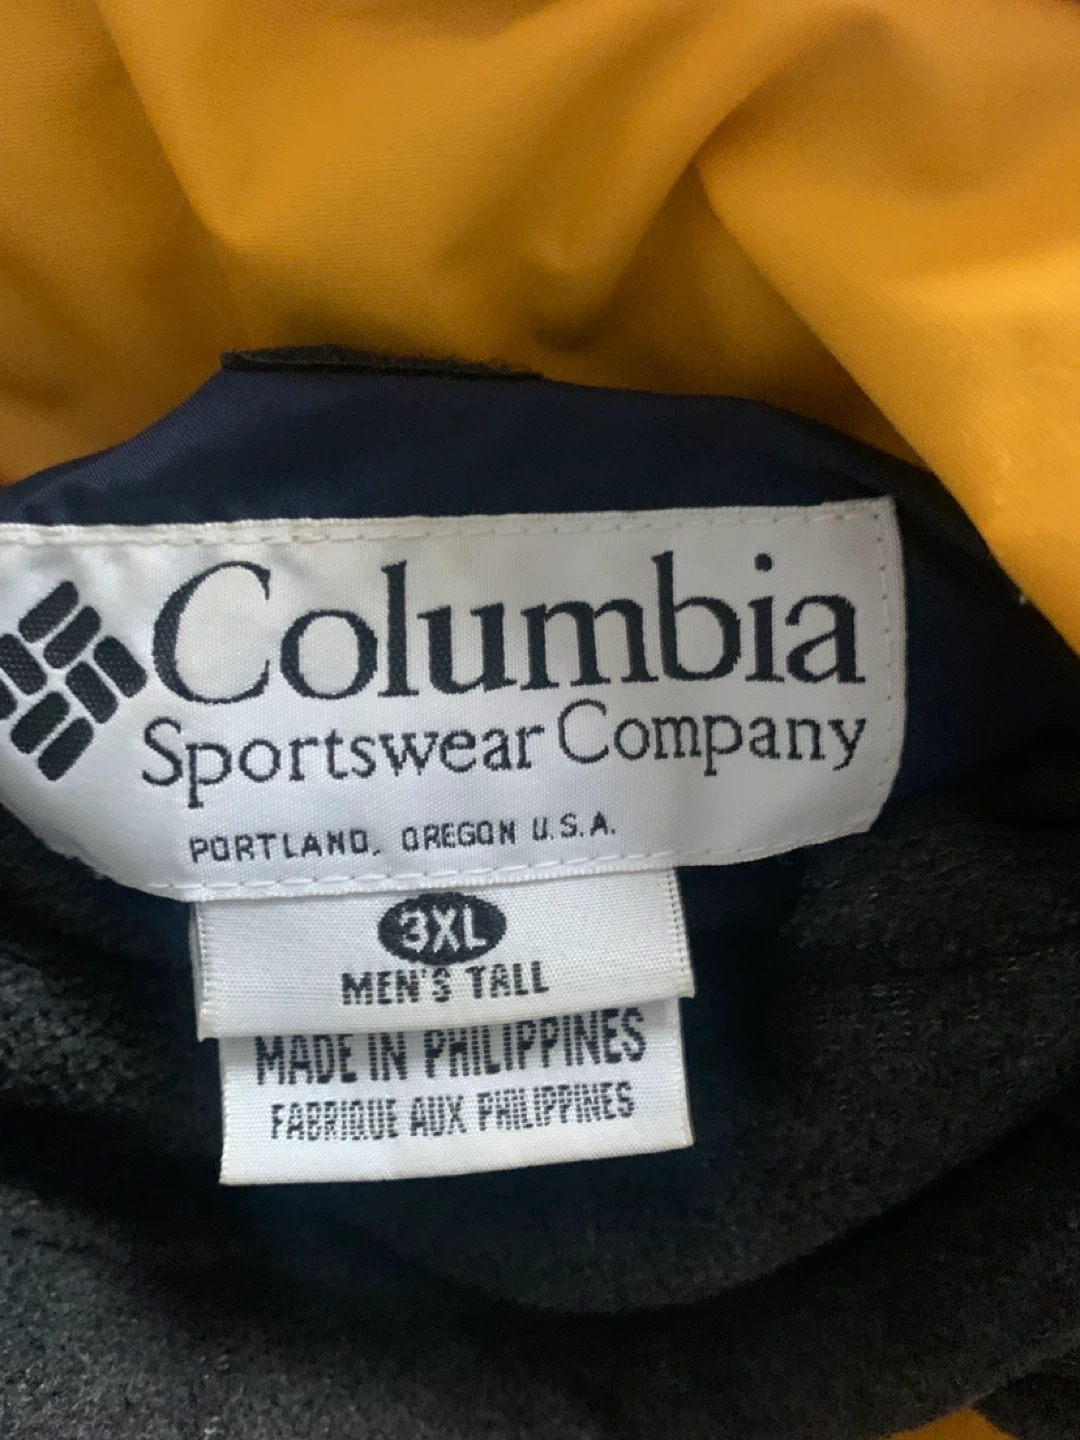 Columbia
Sportswear Company
PORTLAND, OREGON U.S.A.
3XL
MEN'S TALL
MADE IN PHILIPPINES
FABRIQUE AUX PHILIPPINES